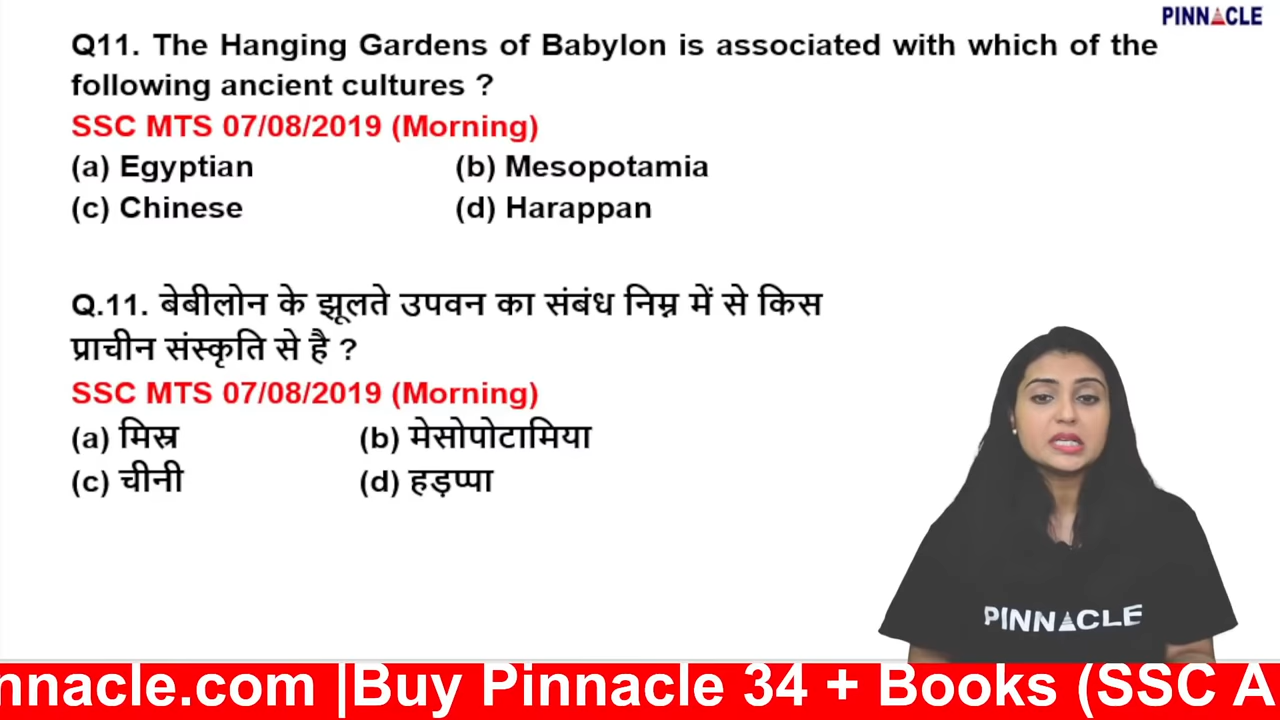 PINNACLE
Q11. The Hanging Gardens of Babylon is associated with which of the
following ancient cultures ?
SSC MTS 07/08/2019 (Morning)
(a) Egyptian (b) Mesopotamia
(c) Chinese (d) Harappan
Q.11. बेबीलोन के झूलते उपवन का संबंध निम्न में से किस
प्राचीन संस्कृति से है ?
SSC MTS 07/08/2019 (Morning)
(a) मिस्र (b) मेसोपोटामिया
(c) चीनी (d) हड़प्पा
PINNACLE
nnacle.com |Buy Pinnacle 34 + Books (SSC A